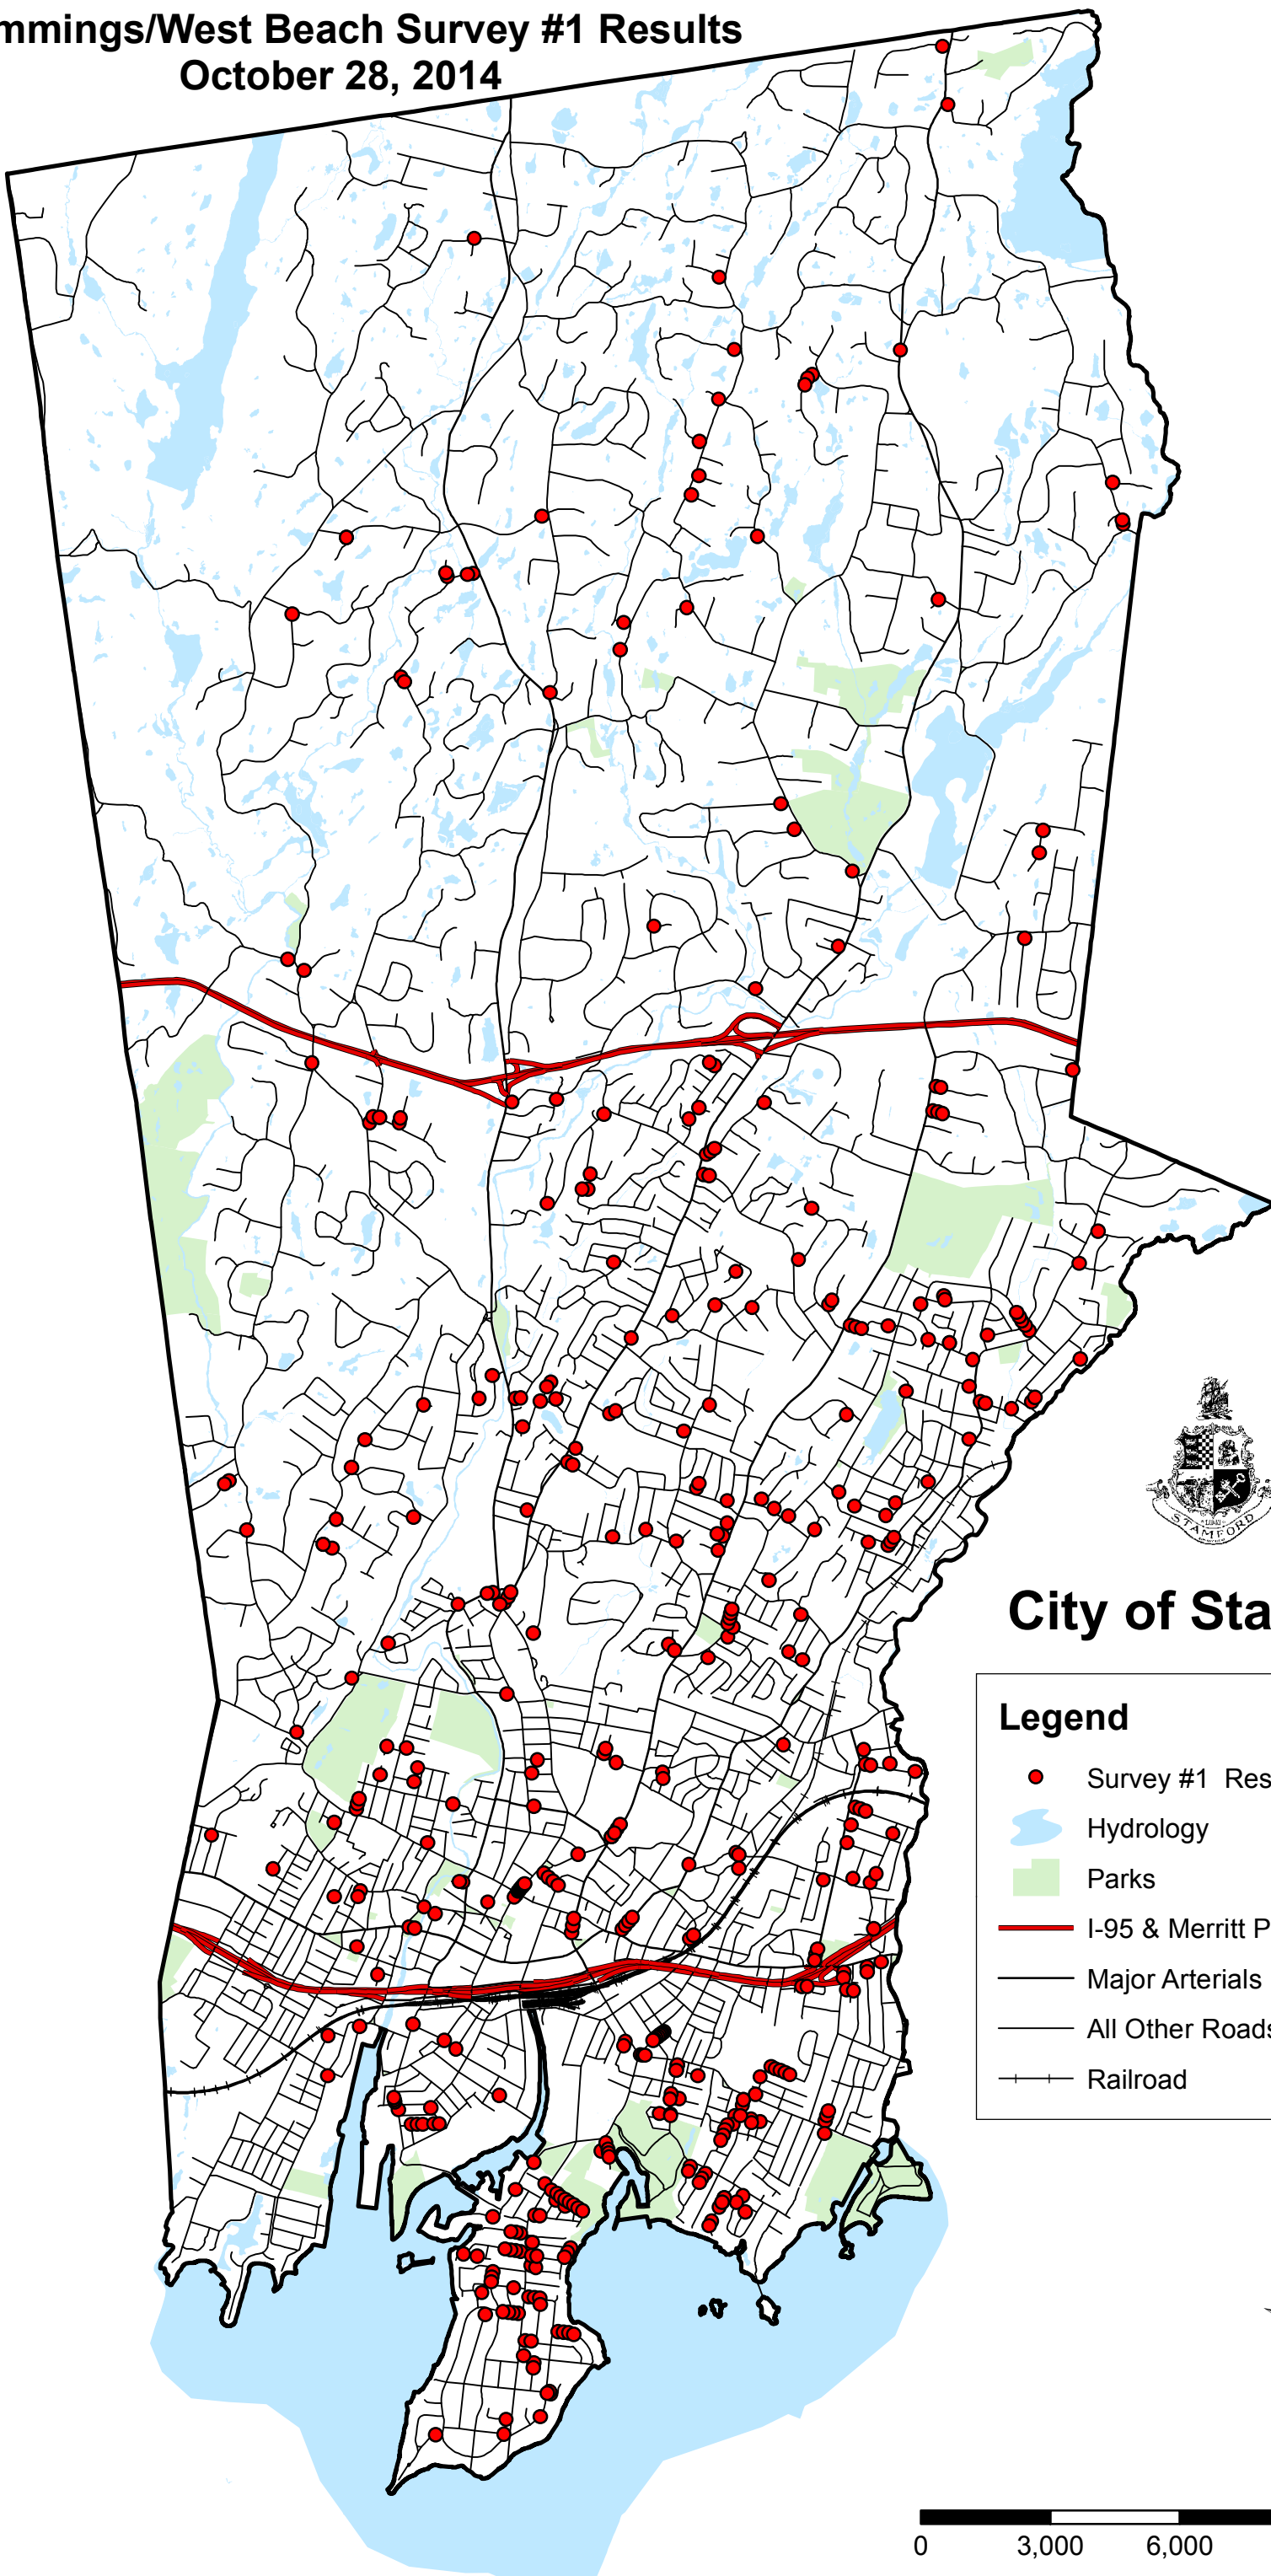 mmings/West Beach Survey #1 Results
October 28, 2014
STAMFORD
City of Sta
Legend
Survey #1 Res
Hydrology
Parks
I-95 & Merritt P
Major Arterials
All Other Roads
Railroad
0 3,000 6,000